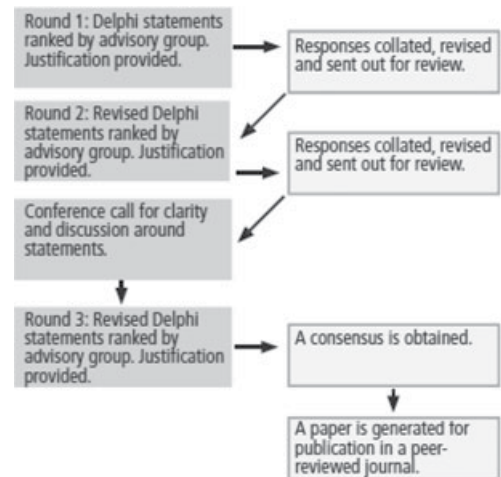 Round 1: Delphi statements
ranked by advisory group.
Justification provided.
Responses collated, revised
and sent out for review.
Round 2: Revised Delphi
statements ranked by
advisory group. Justification
provided.
Responses collated, revised
and sent out for review.
Conference call for clarity
and discussion around
statements.
Round 3: Revised Delphi
statements ranked by
advisory group. Justification
provided.
A consensus is obtained.
A paper is generated for
publication in a peer-
reviewed journal.